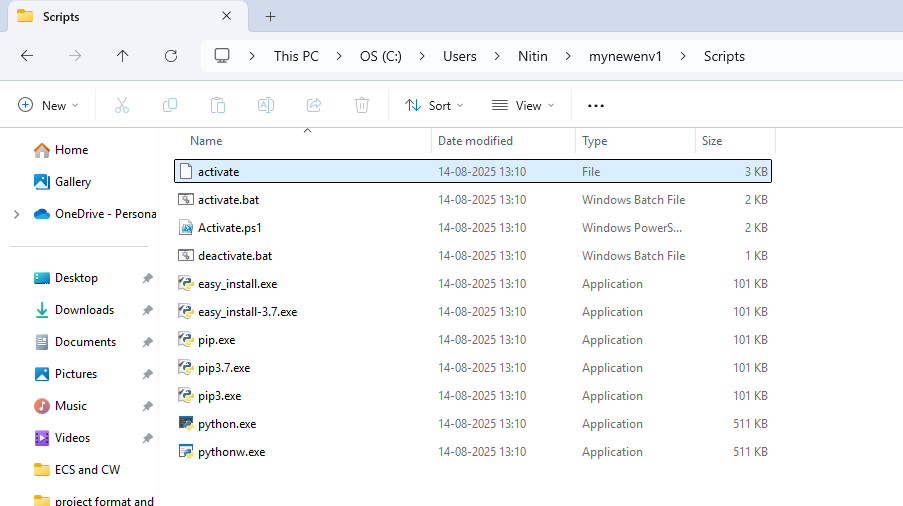 Scripts
This PC > OS (C:) > Users > Nitin > mynewenv1 > Scripts
New Sort View
Name Date modified Type Size
Home
Gallery
OneDrive - Persona
Desktop
Downloads
Documents
Pictures
Music
Videos
ECS and CW
project format and
activate 14-08-2025 13:10 File 3 KB
activate.bat 14-08-2025 13:10 Windows Batch File 2 KB
Activate.ps1 14-08-2025 13:10 Windows PowerS... 2 KB
deactivate.bat 14-08-2025 13:10 Windows Batch File 1 KB
easy_install.exe 14-08-2025 13:10 Application 101 KB
easy_install-3.7.exe 14-08-2025 13:10 Application 101 KB
pip.exe 14-08-2025 13:10 Application 101 KB
pip3.7.exe 14-08-2025 13:10 Application 101 KB
pip3.exe 14-08-2025 13:10 Application 101 KB
python.exe 14-08-2025 13:10 Application 511 KB
pythonw.exe 14-08-2025 13:10 Application 511 KB